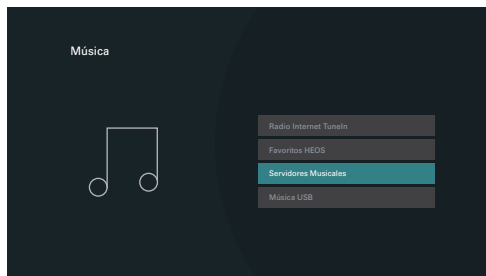 Música
Radio Internet TuneIn
Favoritos HEOS
Servidores Musicales
Música USB